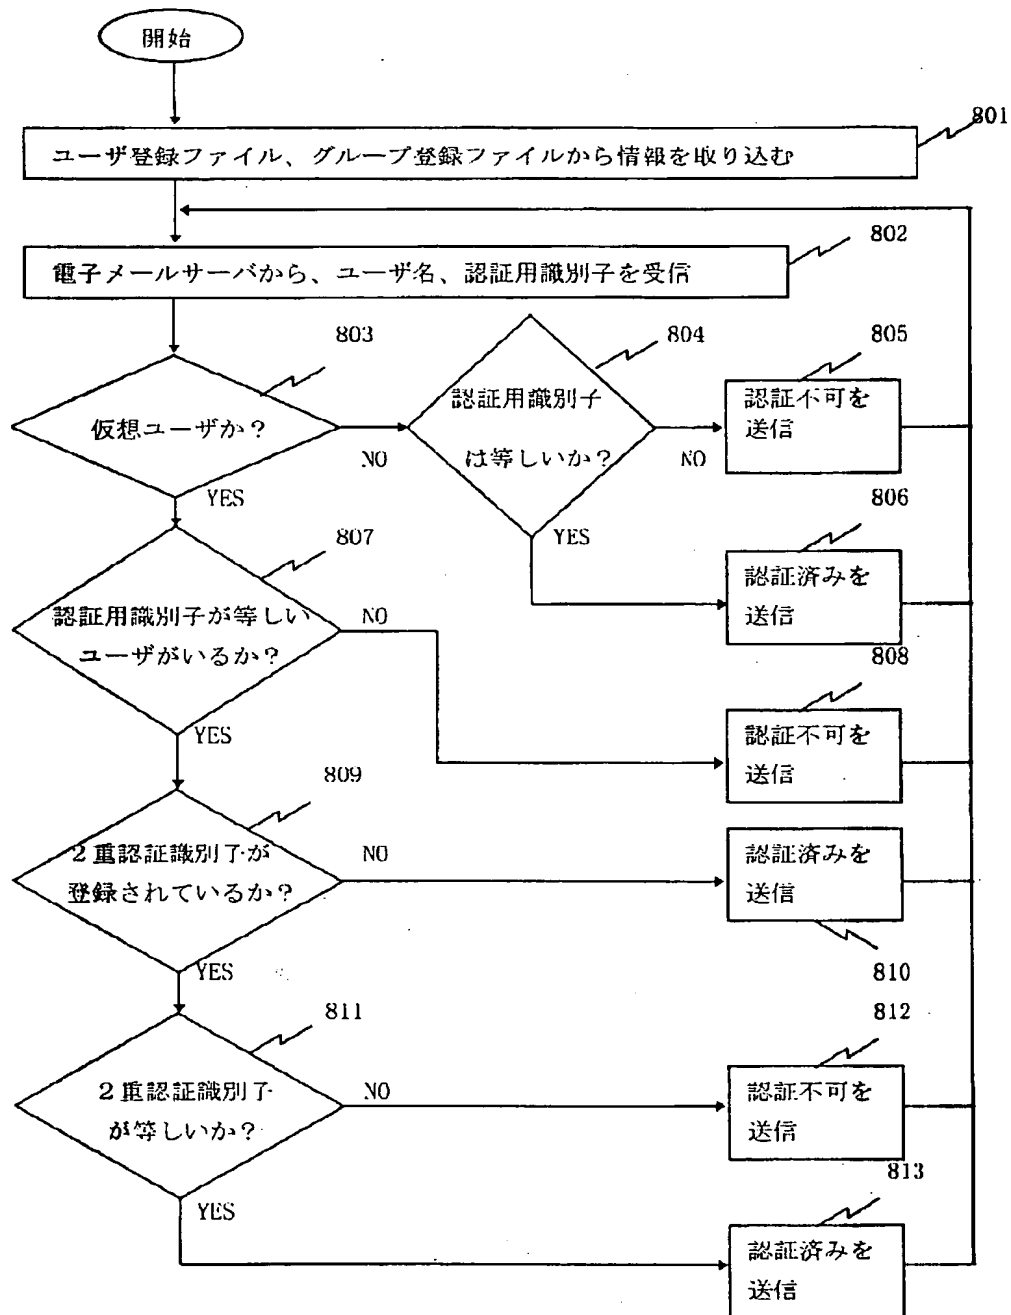 開始
801
ユーザ登録ファイル、グループ登録ファイルから情報を取り込む
802
電子メールサーバから、ユーザ名、認証用識別子を受信
803
仮想ユーザか？
NO
YES
804
認証用識別子
は等しいか？
NO
YES
805
認証不可を
送信
806
認証済みを
送信
807
認証用識別子が等しい
ユーザがいるか？
NO
YES
808
認証不可を
送信
809
2重認証識別子が
登録されているか？
NO
YES
認証済みを
送信
810
811
2重認証識別子
が等しいか？
NO
YES
812
認証不可を
送信
813
認証済みを
送信